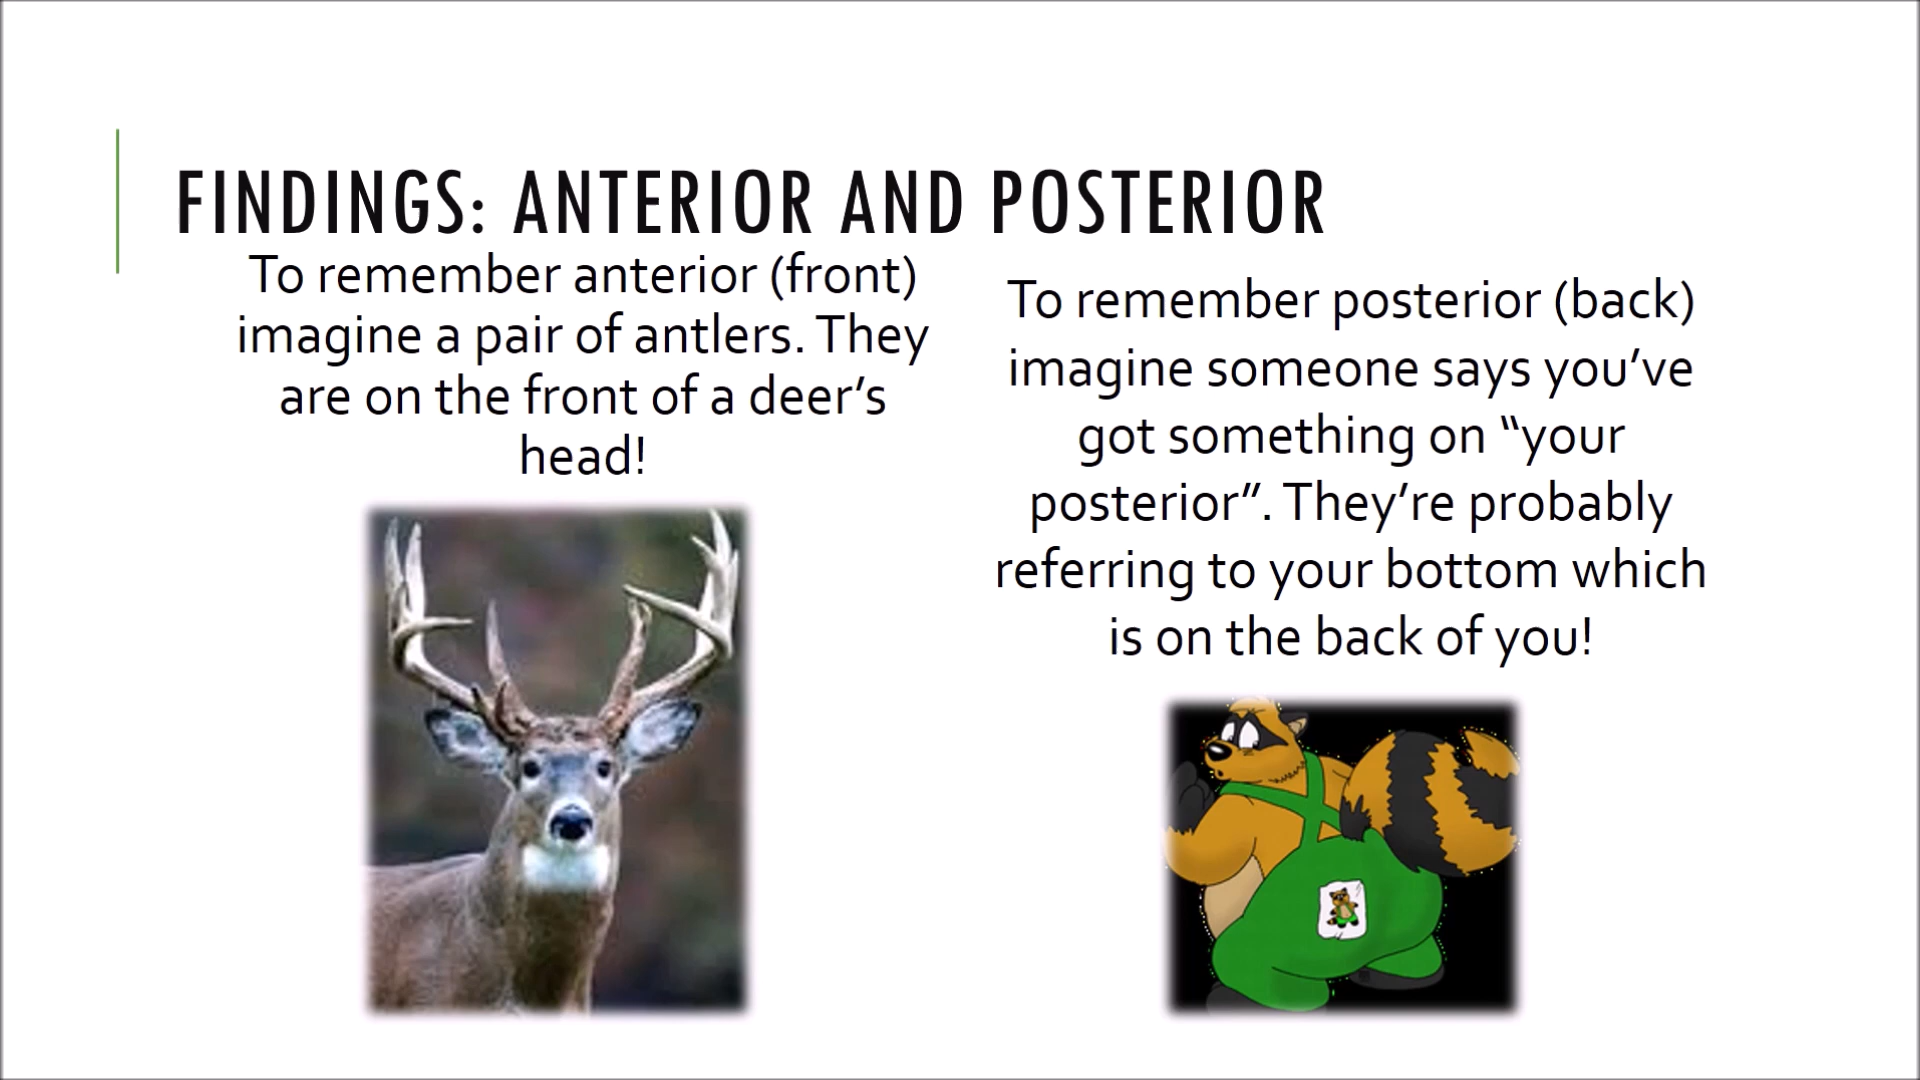 FINDINGS: ANTERIOR AND POSTERIOR
To remember anterior (front)
imagine a pair of antlers. They
are on the front of a deer’s
head!
To remember posterior (back)
imagine someone says you’ve
got something on “your
posterior”. They’re probably
referring to your bottom which
is on the back of you!